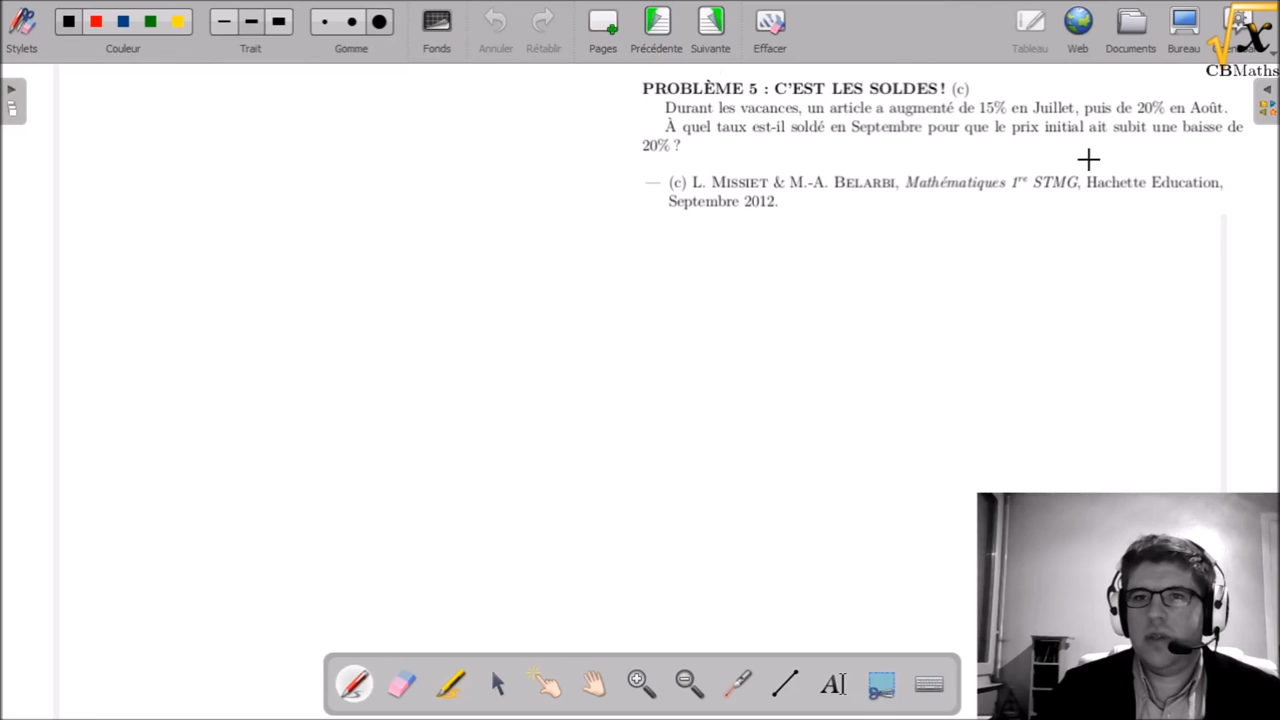 Stylets Couleur Trait Gomme Fonds Annuler Rétablir Pages Précédente Suivante Effacer Tableau Web Documents Bureau
x
CBMaths
PROBLÈME 5 : C'EST LES SOLDES! (c)
Durant les vacances, un article a augmenté de 15% en Juillet, puis de 20% en Août.
À quel taux est-il soldé en Septembre pour que le prix initial ait subit une baisse de
20% ?
— (c) L. MISSIET & M.-A. BELARBI, Mathématiques 1re STMG, Hachette Education,
Septembre 2012.